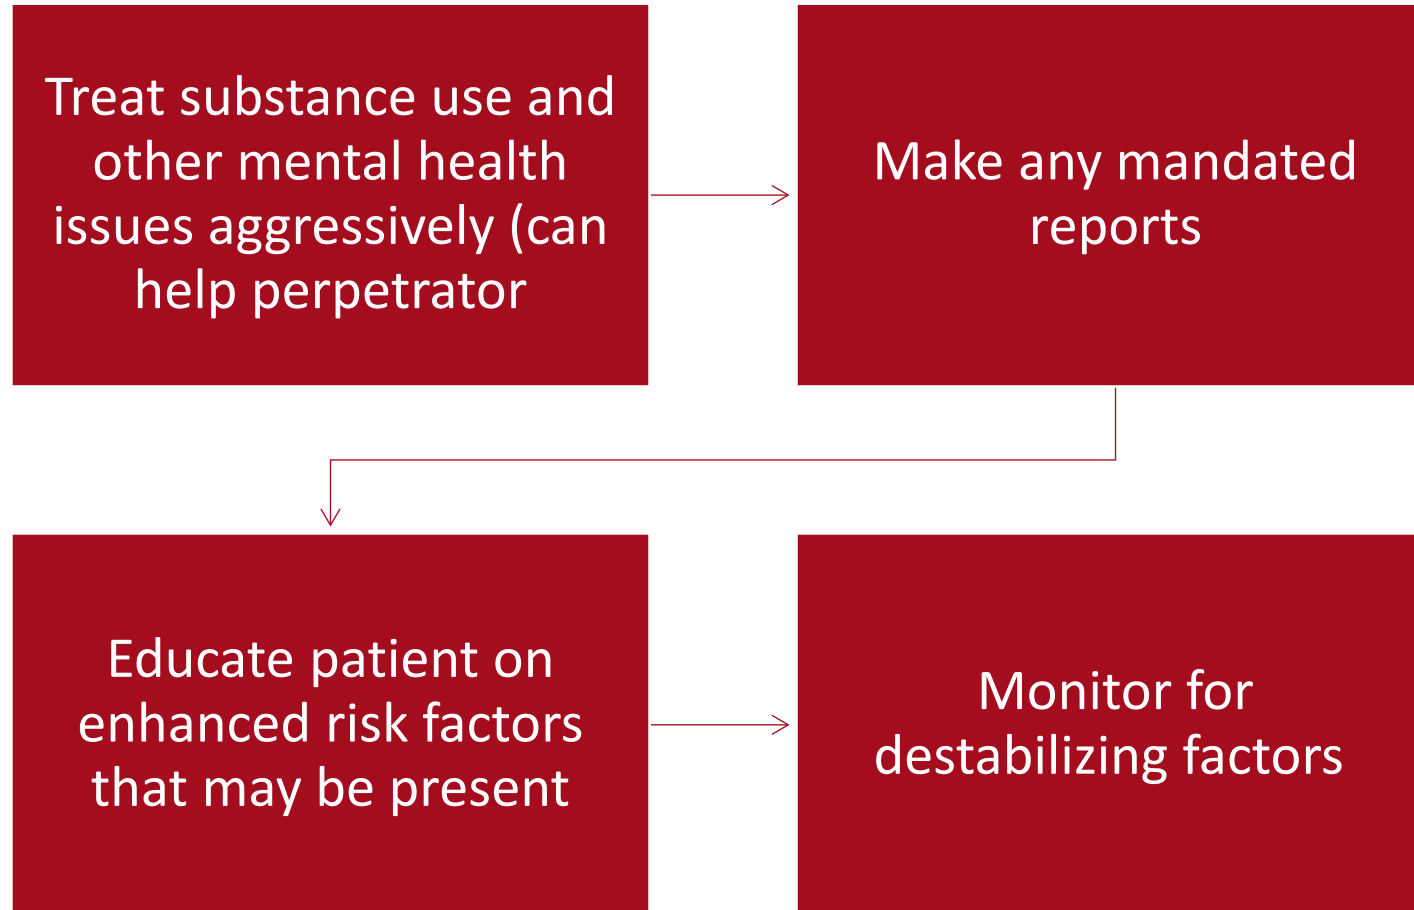 Treat substance use and
other mental health
issues aggressively (can
help perpetrator
Make any mandated
reports
Educate patient on
enhanced risk factors
that may be present
Monitor for
destabilizing factors